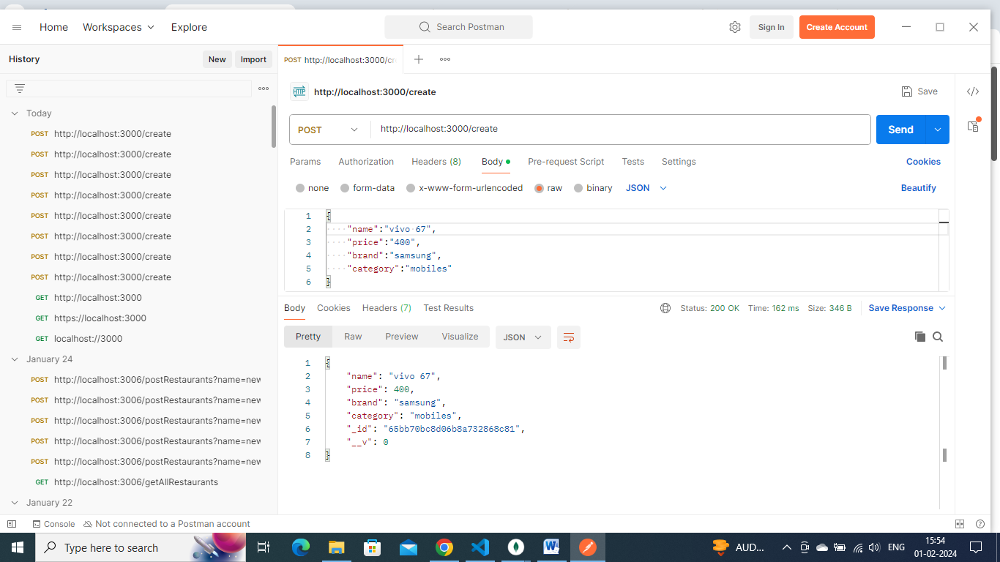 Home Workspaces Explore Search Postman Sign In Create Account
History New Import
POST http://localhost:3000/cr
Today
POST http://localhost:3000/create
POST http://localhost:3000/create
POST http://localhost:3000/create
POST http://localhost:3000/create
POST http://localhost:3000/create
POST http://localhost:3000/create
POST http://localhost:3000/create
POST http://localhost:3000/create
GET http://localhost:3000
GET https://localhost:3000
GET localhost://3000
January 24
POST http://localhost:3006/postRestaurants?name=new
POST http://localhost:3006/postRestaurants?name=new
POST http://localhost:3006/postRestaurants?name=new
POST http://localhost:3006/postRestaurants?name=new
POST http://localhost:3006/postRestaurants?name=new
GET http://localhost:3006/getAllRestaurants
January 22
HTTP http://localhost:3000/create Save
POST http://localhost:3000/create Send
Params Authorization Headers (8) Body Pre-request Script Tests Settings Cookies
none form-data x-www-form-urlencoded raw binary JSON Beautify
1 {
2 "name":"vivo 67",
3 "price":"400",
4 "brand":"samsung",
5 "category":"mobiles"
6 }
Body Cookies Headers (7) Test Results Status: 200 OK Time: 162 ms Size: 346 B Save Response
Pretty Raw Preview Visualize JSON
1 {
2 "name": "vivo 67",
3 "price": 400,
4 "brand": "samsung",
5 "category": "mobiles",
6 "_id": "65bb70bc8d06b8a732868c81",
7 "__v": 0
8 }
Console Not connected to a Postman account
Type here to search AUD... ENG 15:54
01-02-2024